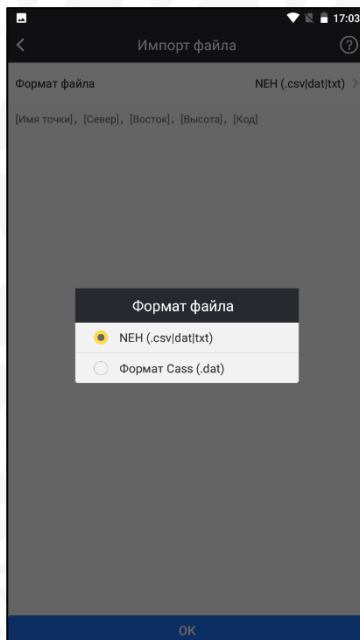 17:03
Импорт файла
Формат файла NEH (.csv|dat|txt)
[Имя точки], [Север], [Восток], [Высота], [Код]
Формат файла
NEH (.csv|dat|txt)
Формат Cass (.dat)
ОК